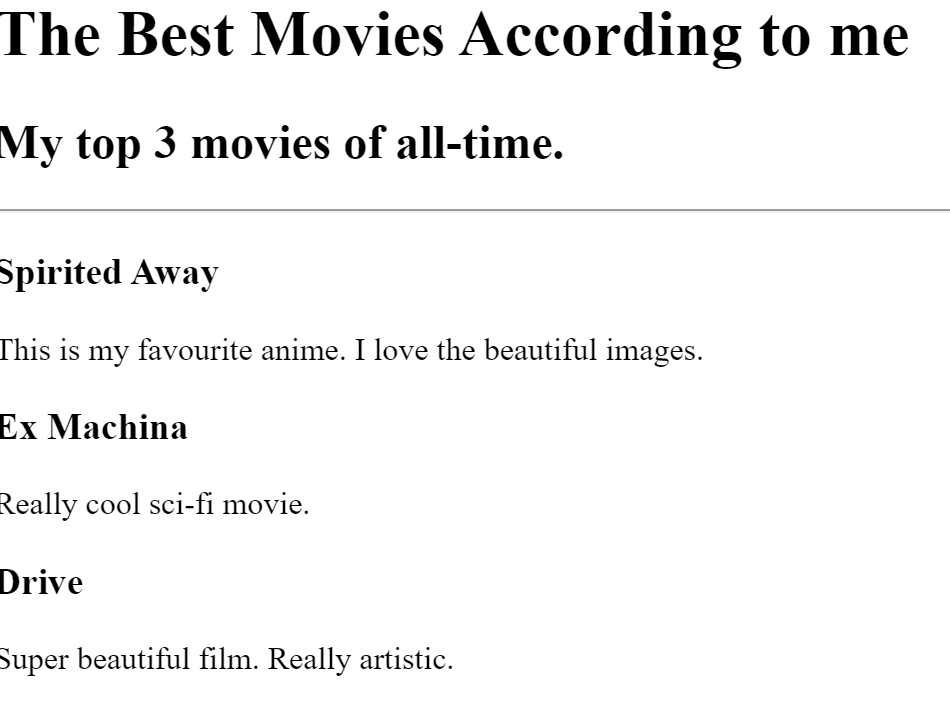 The Best Movies According to me
My top 3 movies of all-time.
Spirited Away
This is my favourite anime. I love the beautiful images.
Ex Machina
Really cool sci-fi movie.
Drive
Super beautiful film. Really artistic.